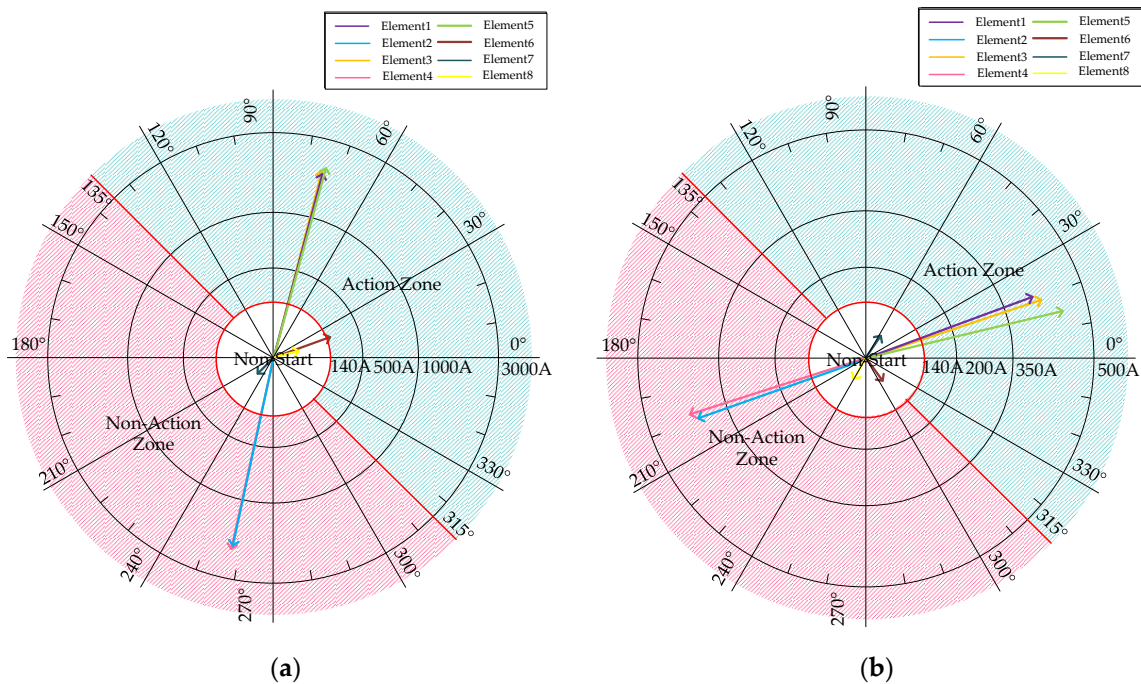 Element1
Element5
Element2
Element6
Element3
Element7
Element4
Element8
90°
60°
120°
30°
135°
150°
Action Zone
180°
0°
Non-Start
140A
500A
1000A
3000A
Non-Action
Zone
210°
330°
315°
240°
300°
270°
(a)
Element1
Element5
Element2
Element6
Element3
Element7
Element4
Element8
90°
60°
120°
30°
135°
150°
Action Zone
180°
0°
Non-Start
140A
200A
350A
500A
Non-Action
Zone
210°
330°
315°
240°
300°
270°
(b)